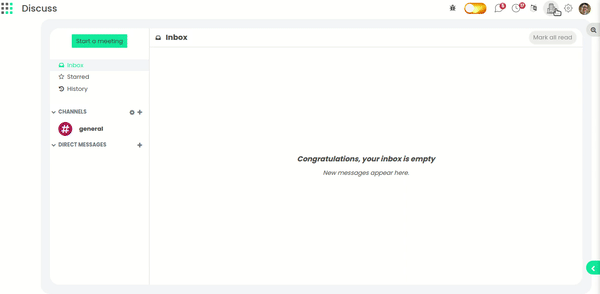 Discuss
Start a meeting
Inbox
Mark all read
Inbox
Starred
History
CHANNELS
general
DIRECT MESSAGES
Congratulations, your inbox is empty
New messages appear here.